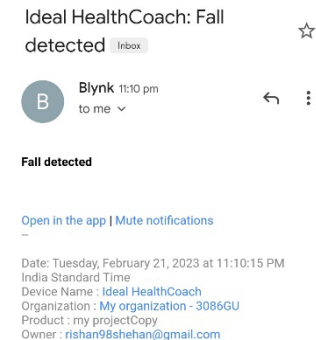 Ideal HealthCoach: Fall
detected Inbox
B
Blynk 11:10 pm
to me
Fall detected
Open in the app | Mute notifications
--
Date: Tuesday, February 21, 2023 at 11:10:15 PM
India Standard Time
Device Name : Ideal HealthCoach
Organization : My organization - 3086GU
Product : my projectCopy
Owner : rishan98shehan@gmail.com